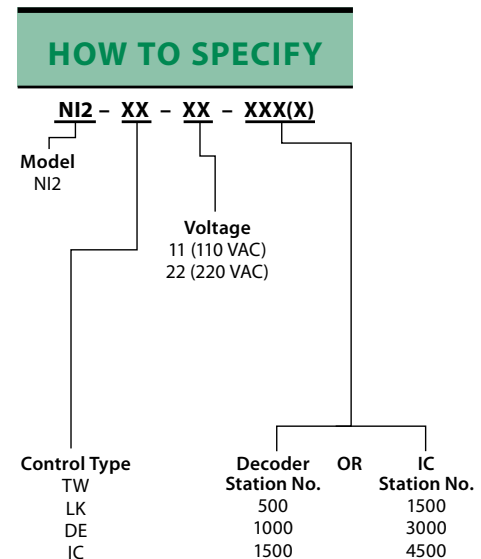 HOW TO SPECIFY
NI2 – XX – XX – XXX(X)
Model
NI2
Voltage
11 (110 VAC)
22 (220 VAC)
Control Type
TW
LK
DE
IC
Decoder
Station No.
500
1000
1500
OR
IC
Station No.
1500
3000
4500